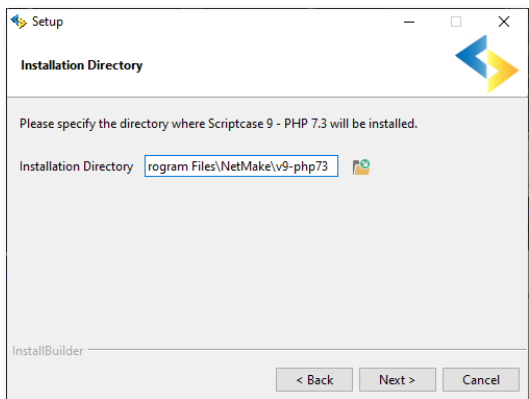 Setup
Installation Directory
Please specify the directory where Scriptcase 9 - PHP 7.3 will be installed.
Installation Directory rogram Files\NetMake\v9-php73
InstallBuilder
< Back Next > Cancel